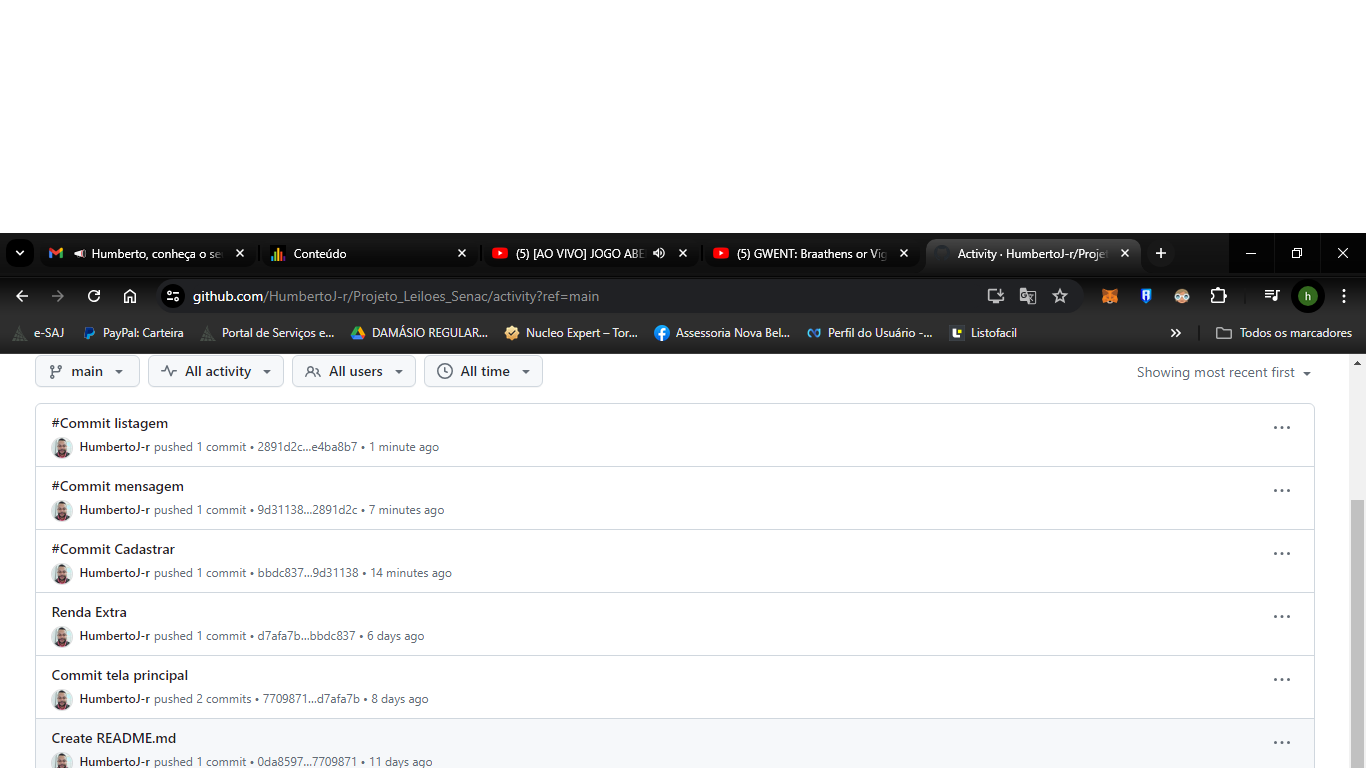 Humberto, conheça o se
Conteúdo
(5) [AO VIVO] JOGO ABE
(5) GWENT: Braathens or Vig
Activity · HumbertoJ-r/Projet
github.com/HumbertoJ-r/Projeto_Leiloes_Senac/activity?ref=main
h
e-SAJ
PayPal: Carteira
Portal de Serviços e...
DAMÁSIO REGULAR...
Nucleo Expert – Tor...
Assessoria Nova Bel...
Perfil do Usuário -...
Listofacil
»
Todos os marcadores
main
All activity
All users
All time
Showing most recent first
#Commit listagem
HumbertoJ-r pushed 1 commit • 2891d2c...e4ba8b7 • 1 minute ago
#Commit mensagem
HumbertoJ-r pushed 1 commit • 9d31138...2891d2c • 7 minutes ago
#Commit Cadastrar
HumbertoJ-r pushed 1 commit • bbdc837...9d31138 • 14 minutes ago
Renda Extra
HumbertoJ-r pushed 1 commit • d7afa7b...bbdc837 • 6 days ago
Commit tela principal
HumbertoJ-r pushed 2 commits • 7709871...d7afa7b • 8 days ago
Create README.md
HumbertoJ-r pushed 1 commit • 0da8597...7709871 • 11 days ago